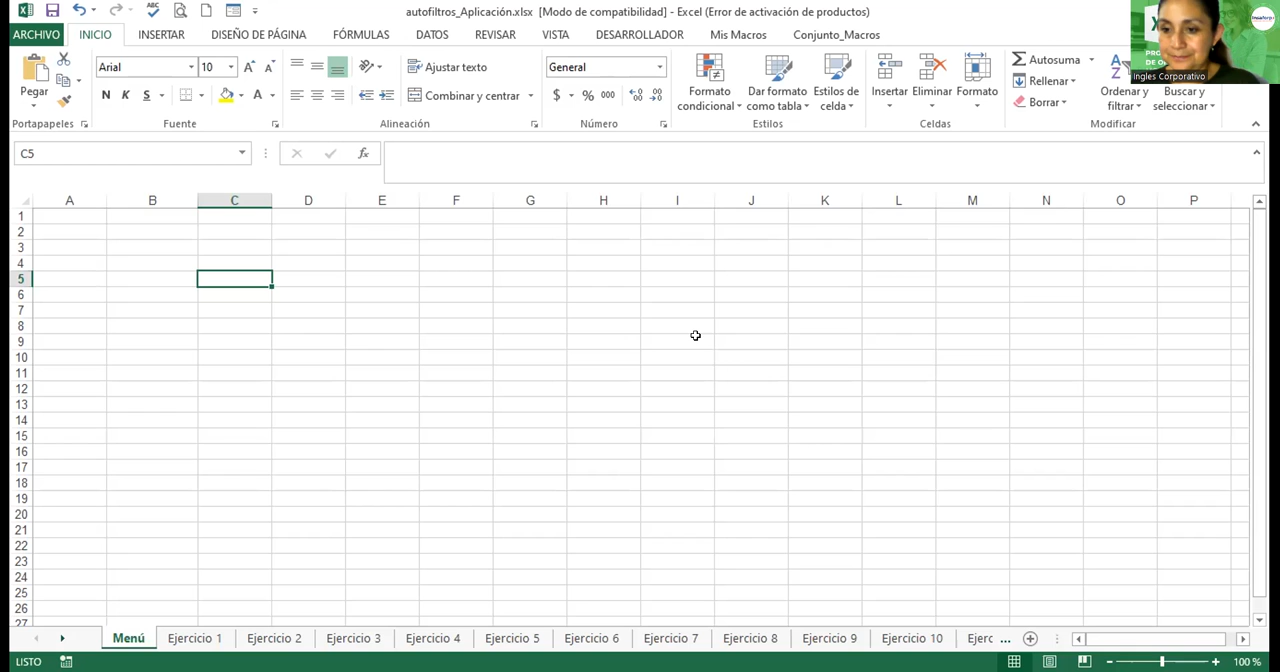 autofiltros_Aplicación.xlsx [Modo de compatibilidad] - Excel (Error de activación de productos)
ARCHIVO INICIO INSERTAR DISEÑO DE PÁGINA FÓRMULAS DATOS REVISAR VISTA DESARROLLADOR Mis Macros Conjunto_Macros
Arial 10 Ajustar texto General Autosuma
Rellenar
Borrar
Pegar N K S Combinar y centrar $ % 000
Formato condicional Dar formato como tabla Estilos de celda Insertar Eliminar Formato Ordenar y filtrar Buscar y seleccionar
Portapapeles Fuente Alineación Número Estilos Celdas Modificar
Ingles Corporativo
C5 fx
A B C D E F G H I J K L M N O P
1
2
3
4
5
6
7
8
9
10
11
12
13
14
15
16
17
18
19
20
21
22
23
24
25
26
27
Menú Ejercicio 1 Ejercicio 2 Ejercicio 3 Ejercicio 4 Ejercicio 5 Ejercicio 6 Ejercicio 7 Ejercicio 8 Ejercicio 9 Ejercicio 10 Ejerc ...
LISTO 100 %